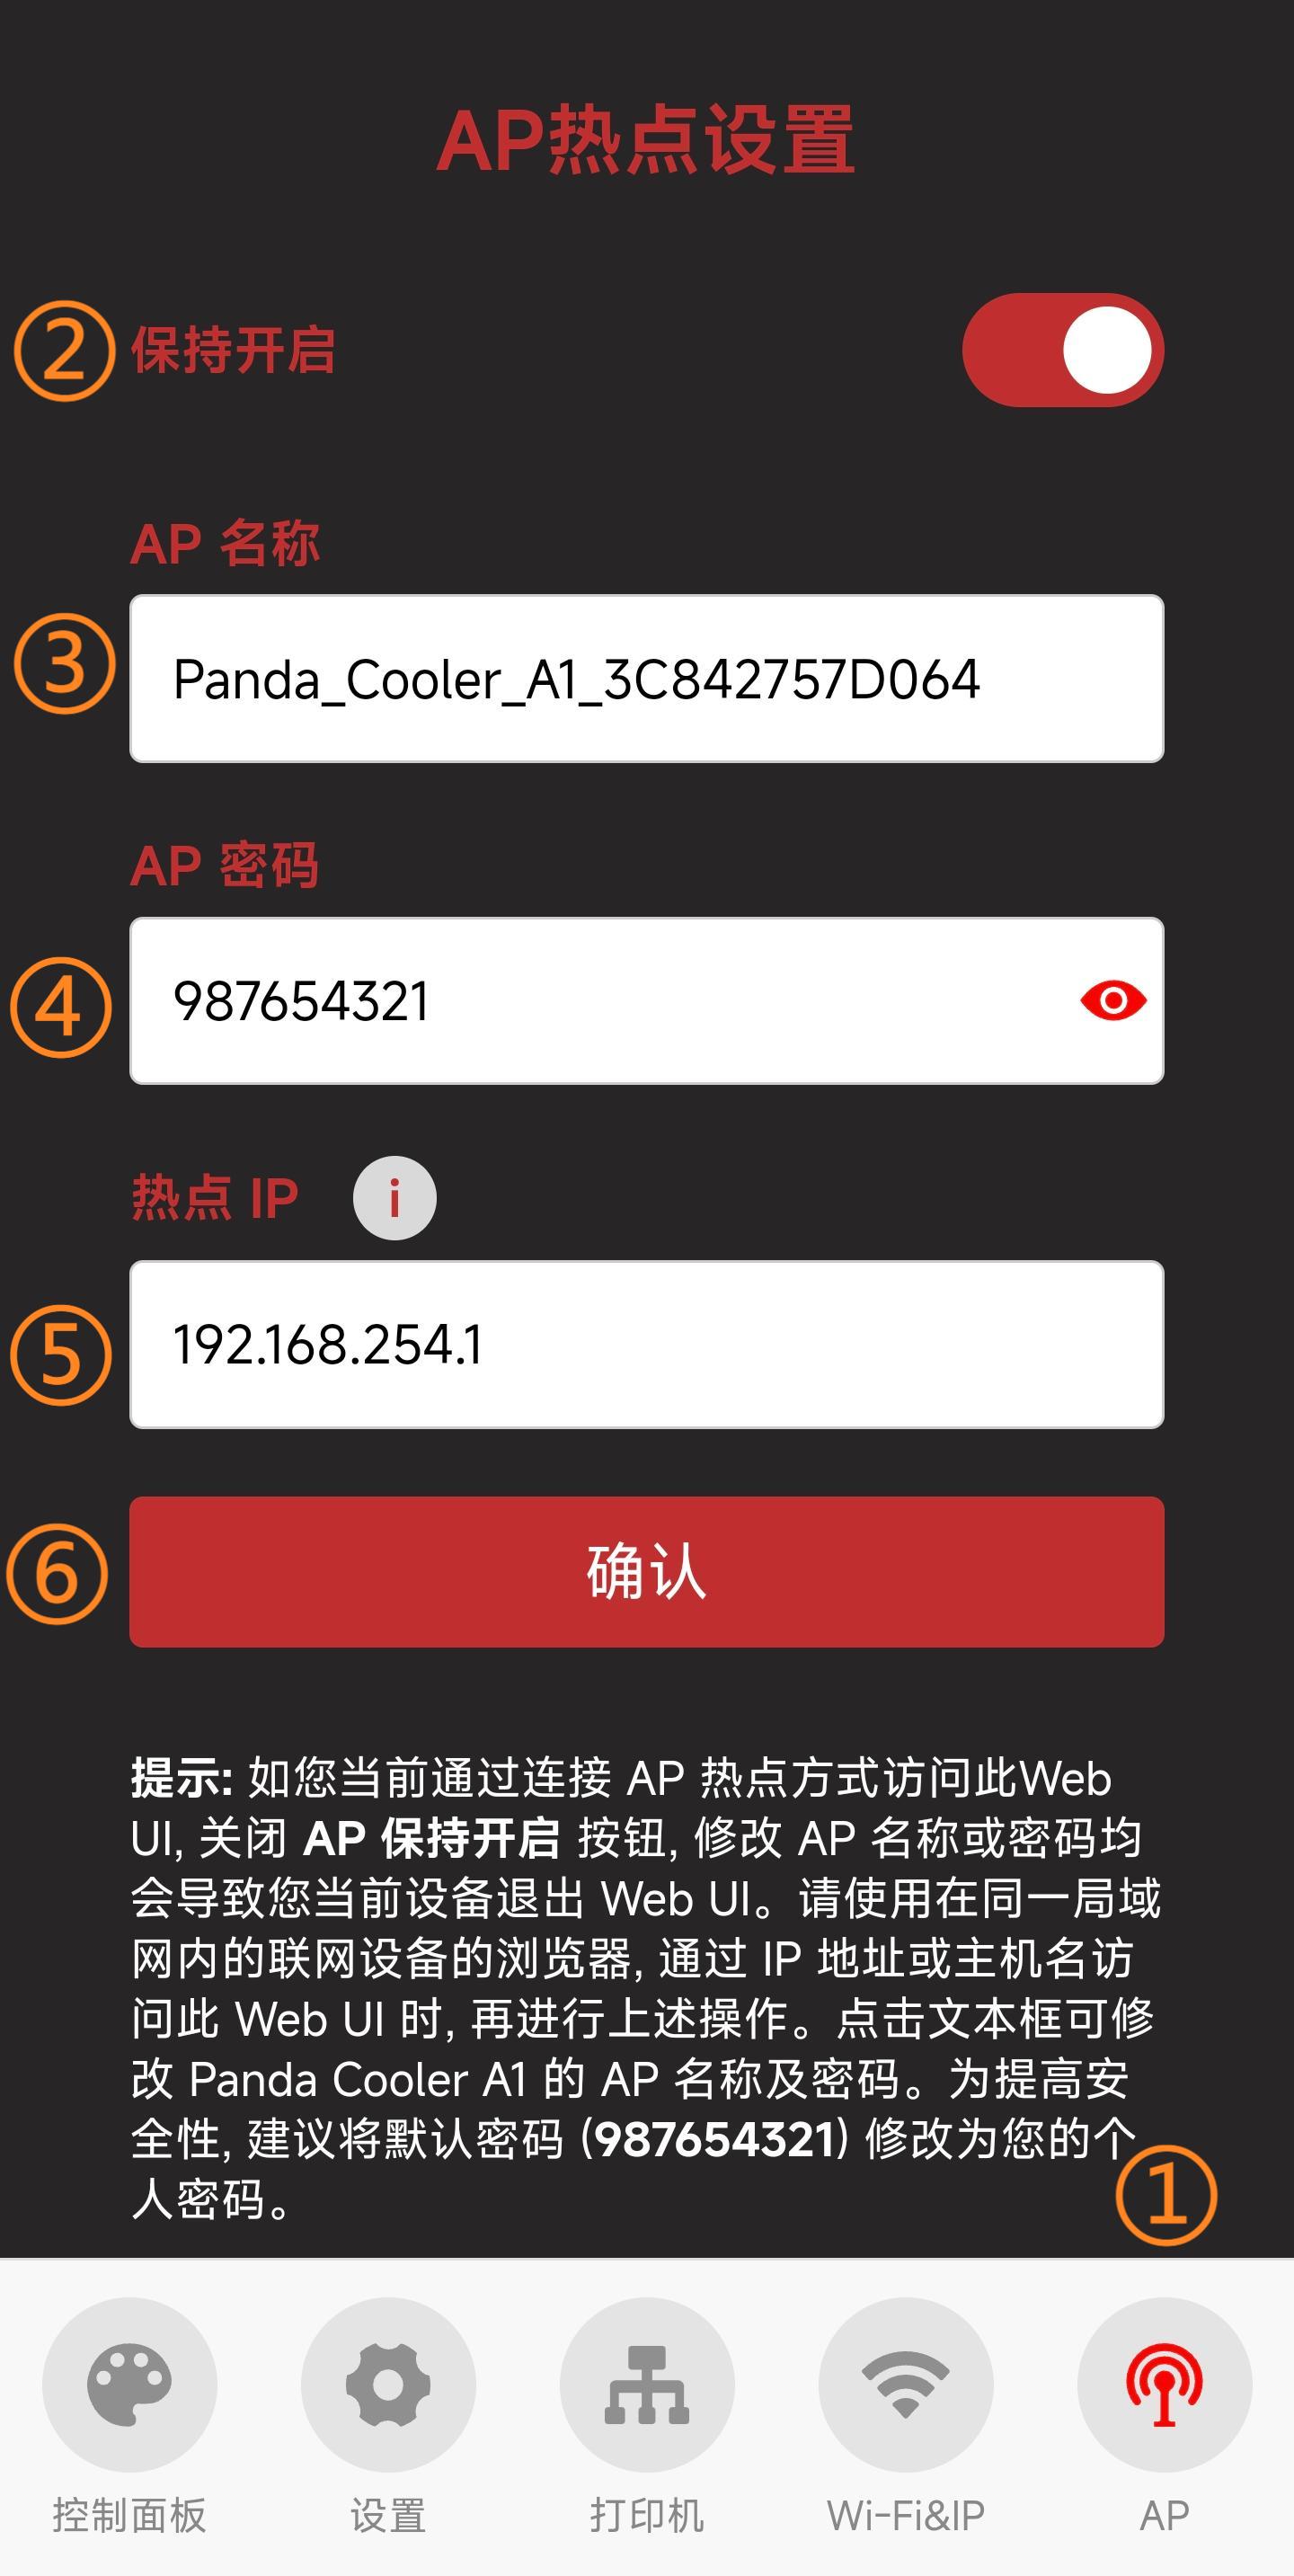 AP热点设置
② 保持开启
AP 名称
③ Panda_Cooler_A1_3C842757D064
AP 密码
④ 987654321
热点 IP i
⑤ 192.168.254.1
⑥ 确认
提示: 如您当前通过连接 AP 热点方式访问此Web
UI, 关闭 AP 保持开启 按钮, 修改 AP 名称或密码均
会导致您当前设备退出 Web UI。请使用在同一局域
网内的联网设备的浏览器, 通过 IP 地址或主机名访
问此 Web UI 时, 再进行上述操作。点击文本框可修
改 Panda Cooler A1 的 AP 名称及密码。为提高安
全性, 建议将默认密码 (987654321) 修改为您的个
人密码。
①
控制面板 设置 打印机 Wi-Fi&IP AP